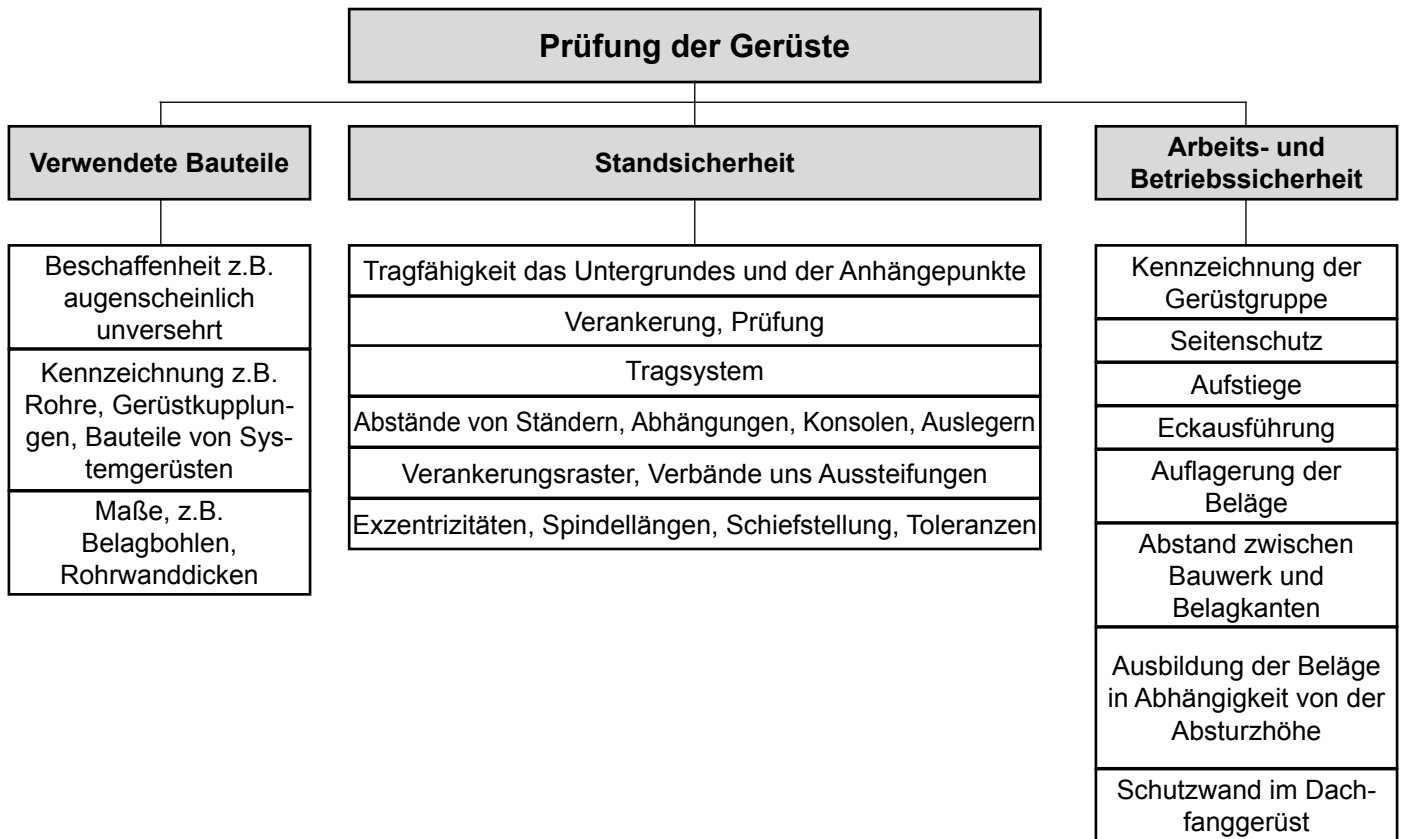 Prüfung der Gerüste
Verwendete Bauteile
Beschaffenheit z.B.
augenscheinlich
unversehrt
Kennzeichnung z.B.
Rohre, Gerüstkupplun-
gen, Bauteile von Sys-
temgerüsten
Maße, z.B.
Belagbohlen,
Rohrwanddicken
Standsicherheit
Tragfähigkeit das Untergrundes und der Anhängepunkte
Verankerung, Prüfung
Tragsystem
Abstände von Ständern, Abhängungen, Konsolen, Auslegern
Verankerungsraster, Verbände uns Aussteifungen
Exzentrizitäten, Spindellängen, Schiefstellung, Toleranzen
Arbeits- und
Betriebssicherheit
Kennzeichnung der
Gerüstgruppe
Seitenschutz
Aufstiege
Eckausführung
Auflagerung der
Beläge
Abstand zwischen
Bauwerk und
Belagkanten
Ausbildung der Beläge
in Abhängigkeit von der
Absturzhöhe
Schutzwand im Dach-
fanggerüst